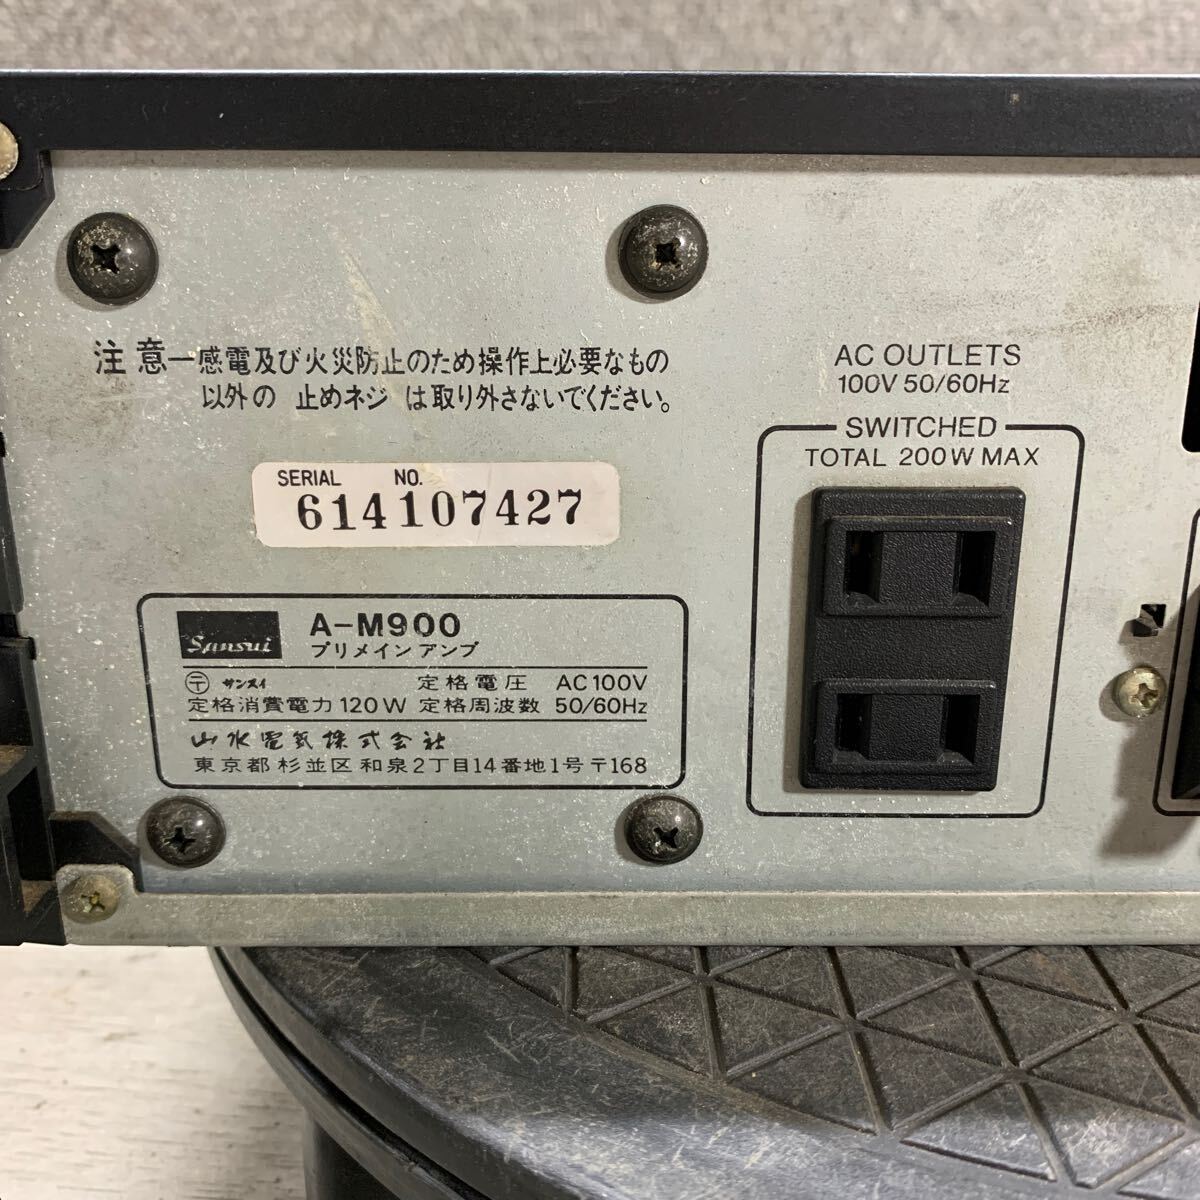 注意ー感電及び火災防止のため操作上必要なもの
以外の 止めネジ は取り外さないでください。
SERIAL NO.
614107427
Sansui
A-M900
プリメインアンプ
〒 サンスイ 定格電圧 AC100V
定格消費電力 120W 定格周波数 50/60Hz
山水電気株式会社
東京都杉並区和泉2丁目14番地1号〒168
AC OUTLETS
100V 50/60Hz
SWITCHED
TOTAL 200W MAX